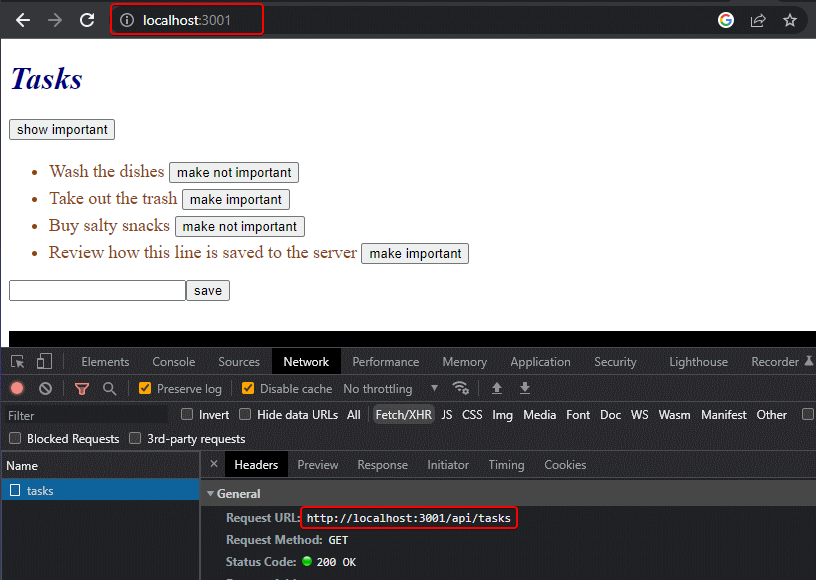 localhost:3001
Tasks
show important
Wash the dishes make not important
Take out the trash make important
Buy salty snacks make not important
Review how this line is saved to the server make important
save
Elements Console Sources Network Performance Memory Application Security Lighthouse Recorder
Preserve log Disable cache No throttling
Filter Invert Hide data URLs All Fetch/XHR JS CSS Img Media Font Doc WS Wasm Manifest Other
Blocked Requests 3rd-party requests
Name × Headers Preview Response Initiator Timing Cookies
tasks
General
Request URL: http://localhost:3001/api/tasks
Request Method: GET
Status Code: 200 OK